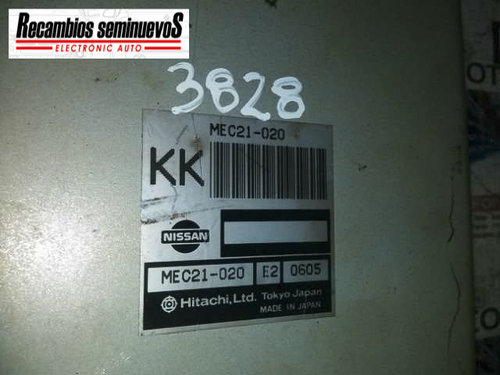 Recambios seminuevoS
ELECTRONIC AUTO
3828
MEC21-020
KK
NISSAN
MEC21-020 E2 0605
Hitachi, Ltd. Tokyo Japan
MADE IN JAPAN